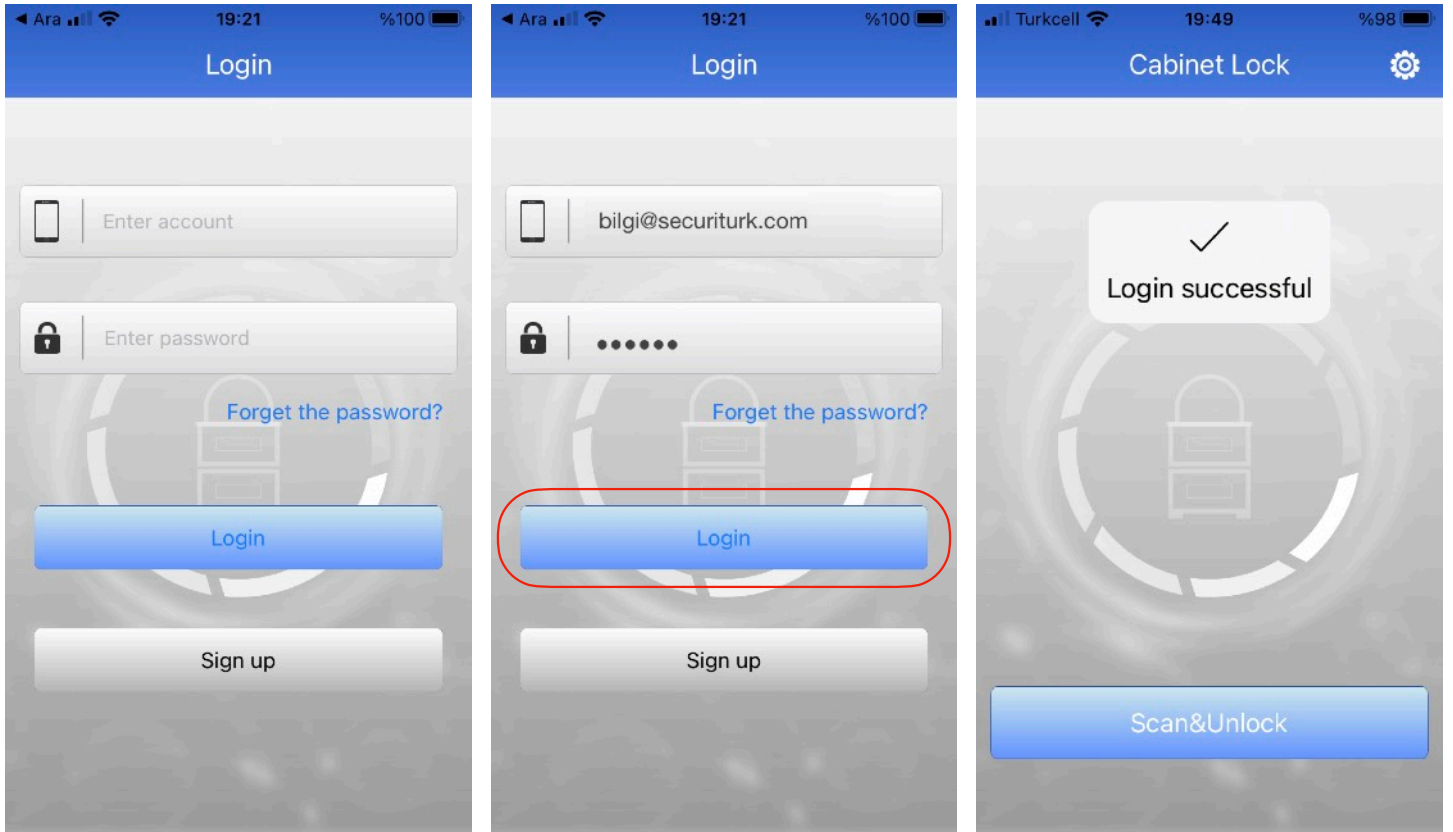 ◀ Ara 19:21 %100
Login
Enter account
Enter password
Forget the password?
Login
Sign up
◀ Ara 19:21 %100
Login
bilgi@securiturk.com
••••••
Forget the password?
Login
Sign up
Turkcell 19:49 %98
Cabinet Lock
Login successful
Scan&Unlock